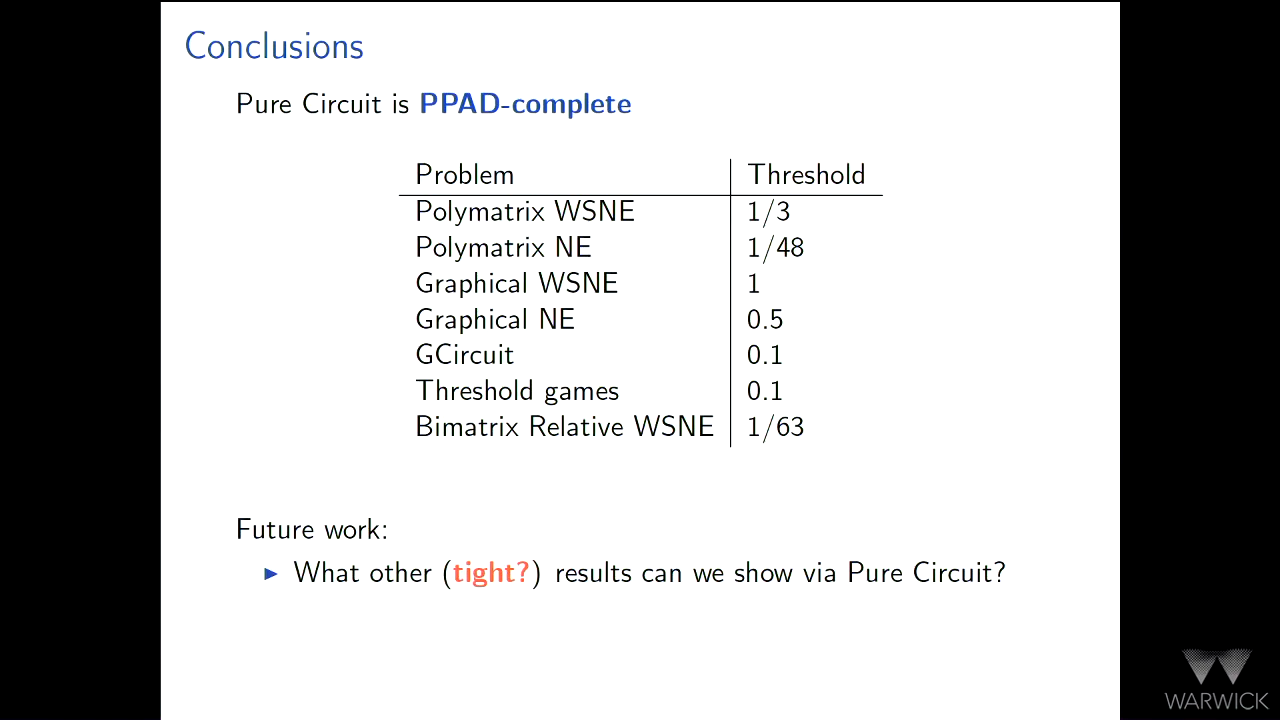 Conclusions
Pure Circuit is PPAD-complete
Problem Threshold
Polymatrix WSNE 1/3
Polymatrix NE 1/48
Graphical WSNE 1
Graphical NE 0.5
GCircuit 0.1
Threshold games 0.1
Bimatrix Relative WSNE 1/63
Future work:
▶ What other (tight?) results can we show via Pure Circuit?
WARWICK